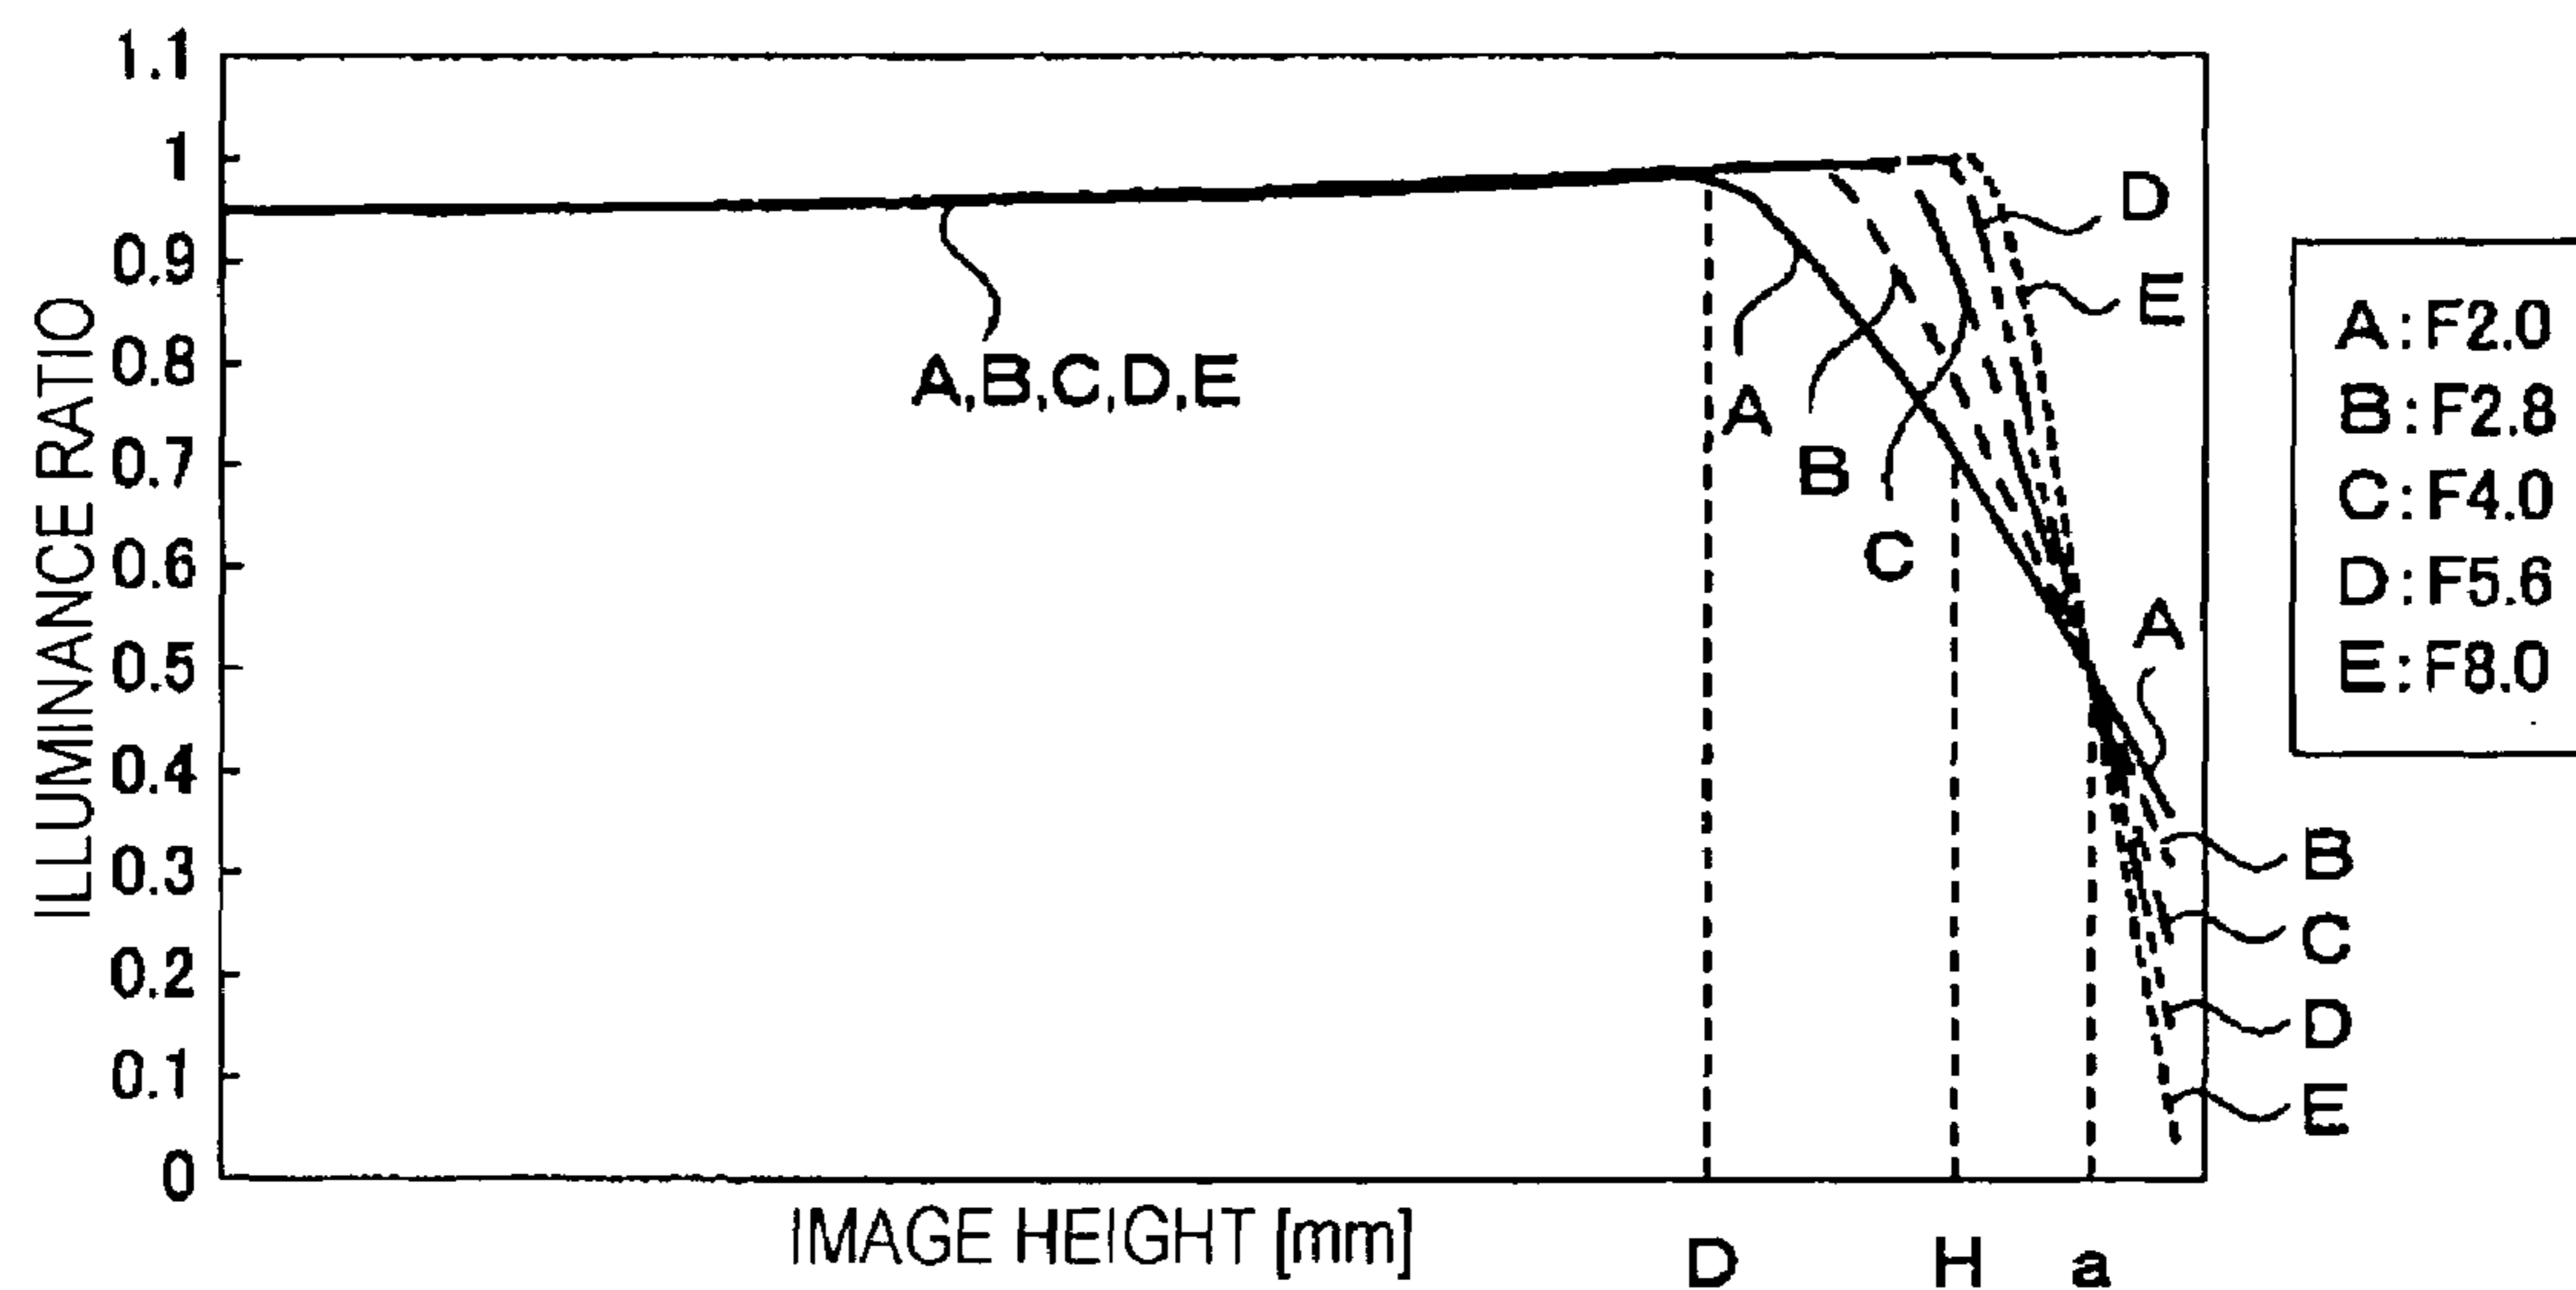 ILLUMINANCE RATIO
1.1
1
0.9
0.8
0.7
0.6
0.5
0.4
0.3
0.2
0.1
0
A,B,C,D,E
A
B
C
D
E
A
B
C
D
E
IMAGE HEIGHT [mm]
D
H
a
A:F2.0
B:F2.8
C:F4.0
D:F5.6
E:F8.0